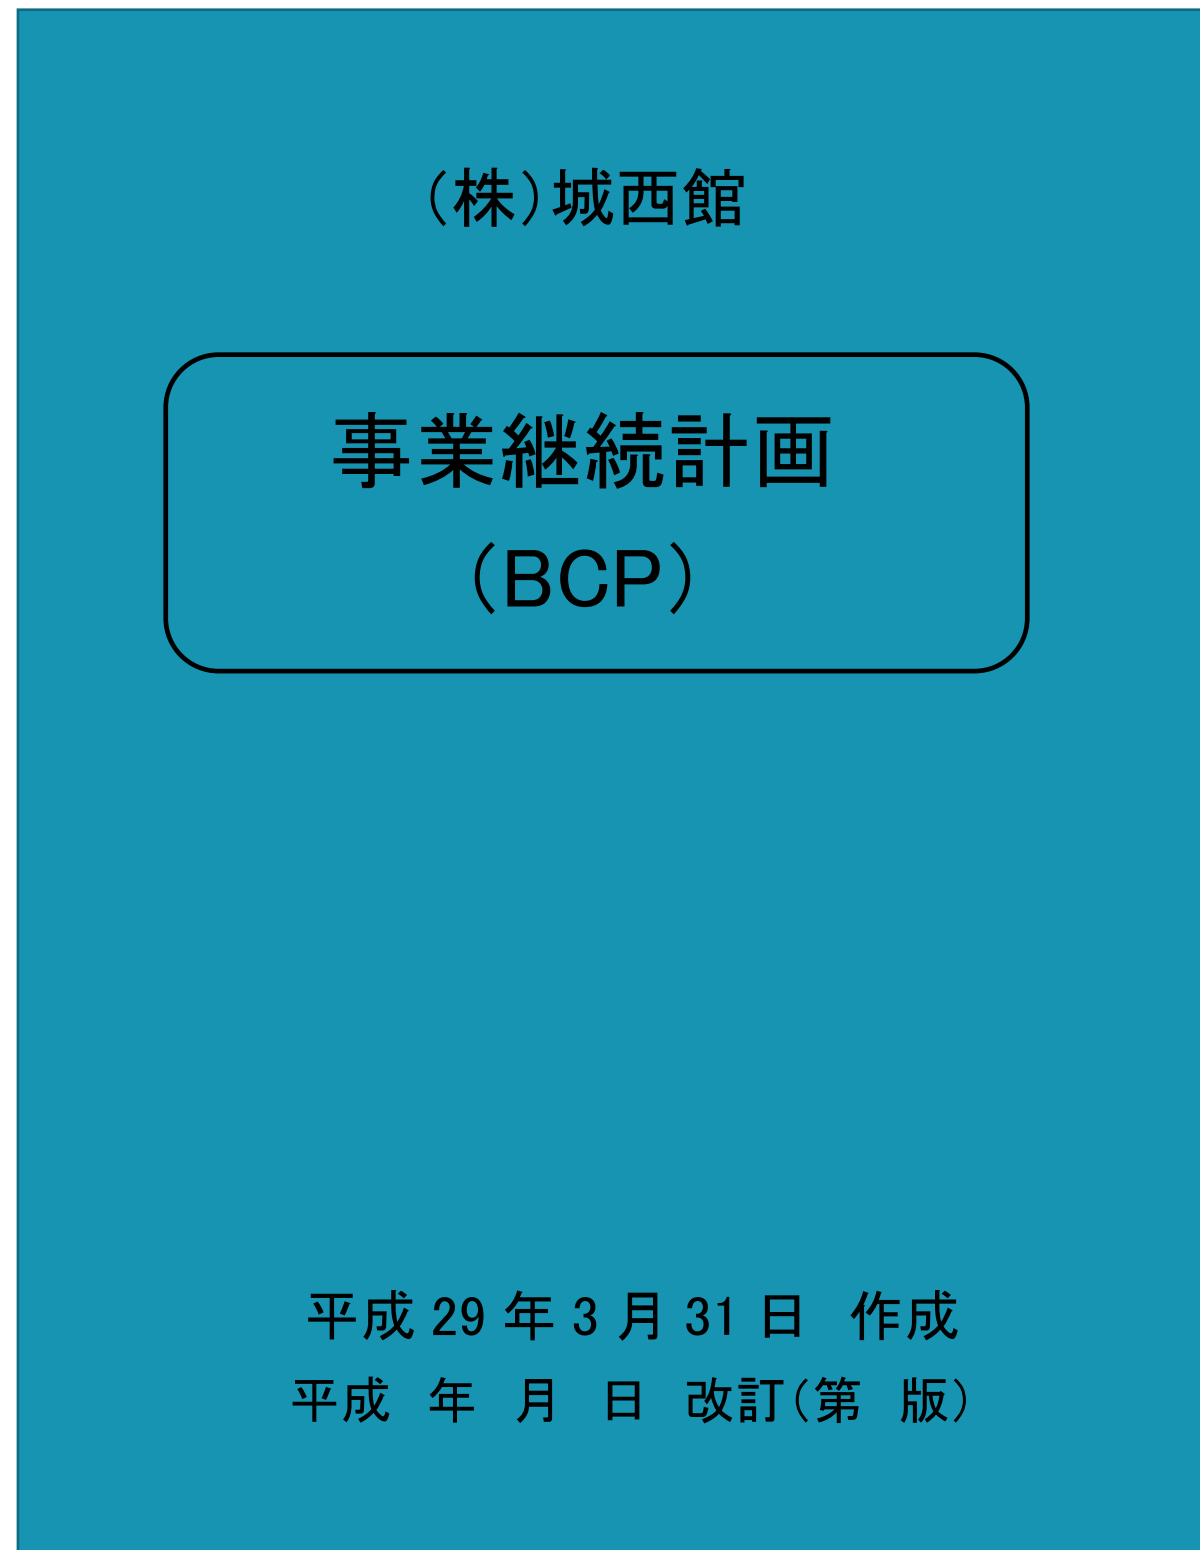 （株）城西館
事業継続計画
（BCP）
平成 29 年 3 月 31 日　作成
平成　年　月　日　改訂（第　版）